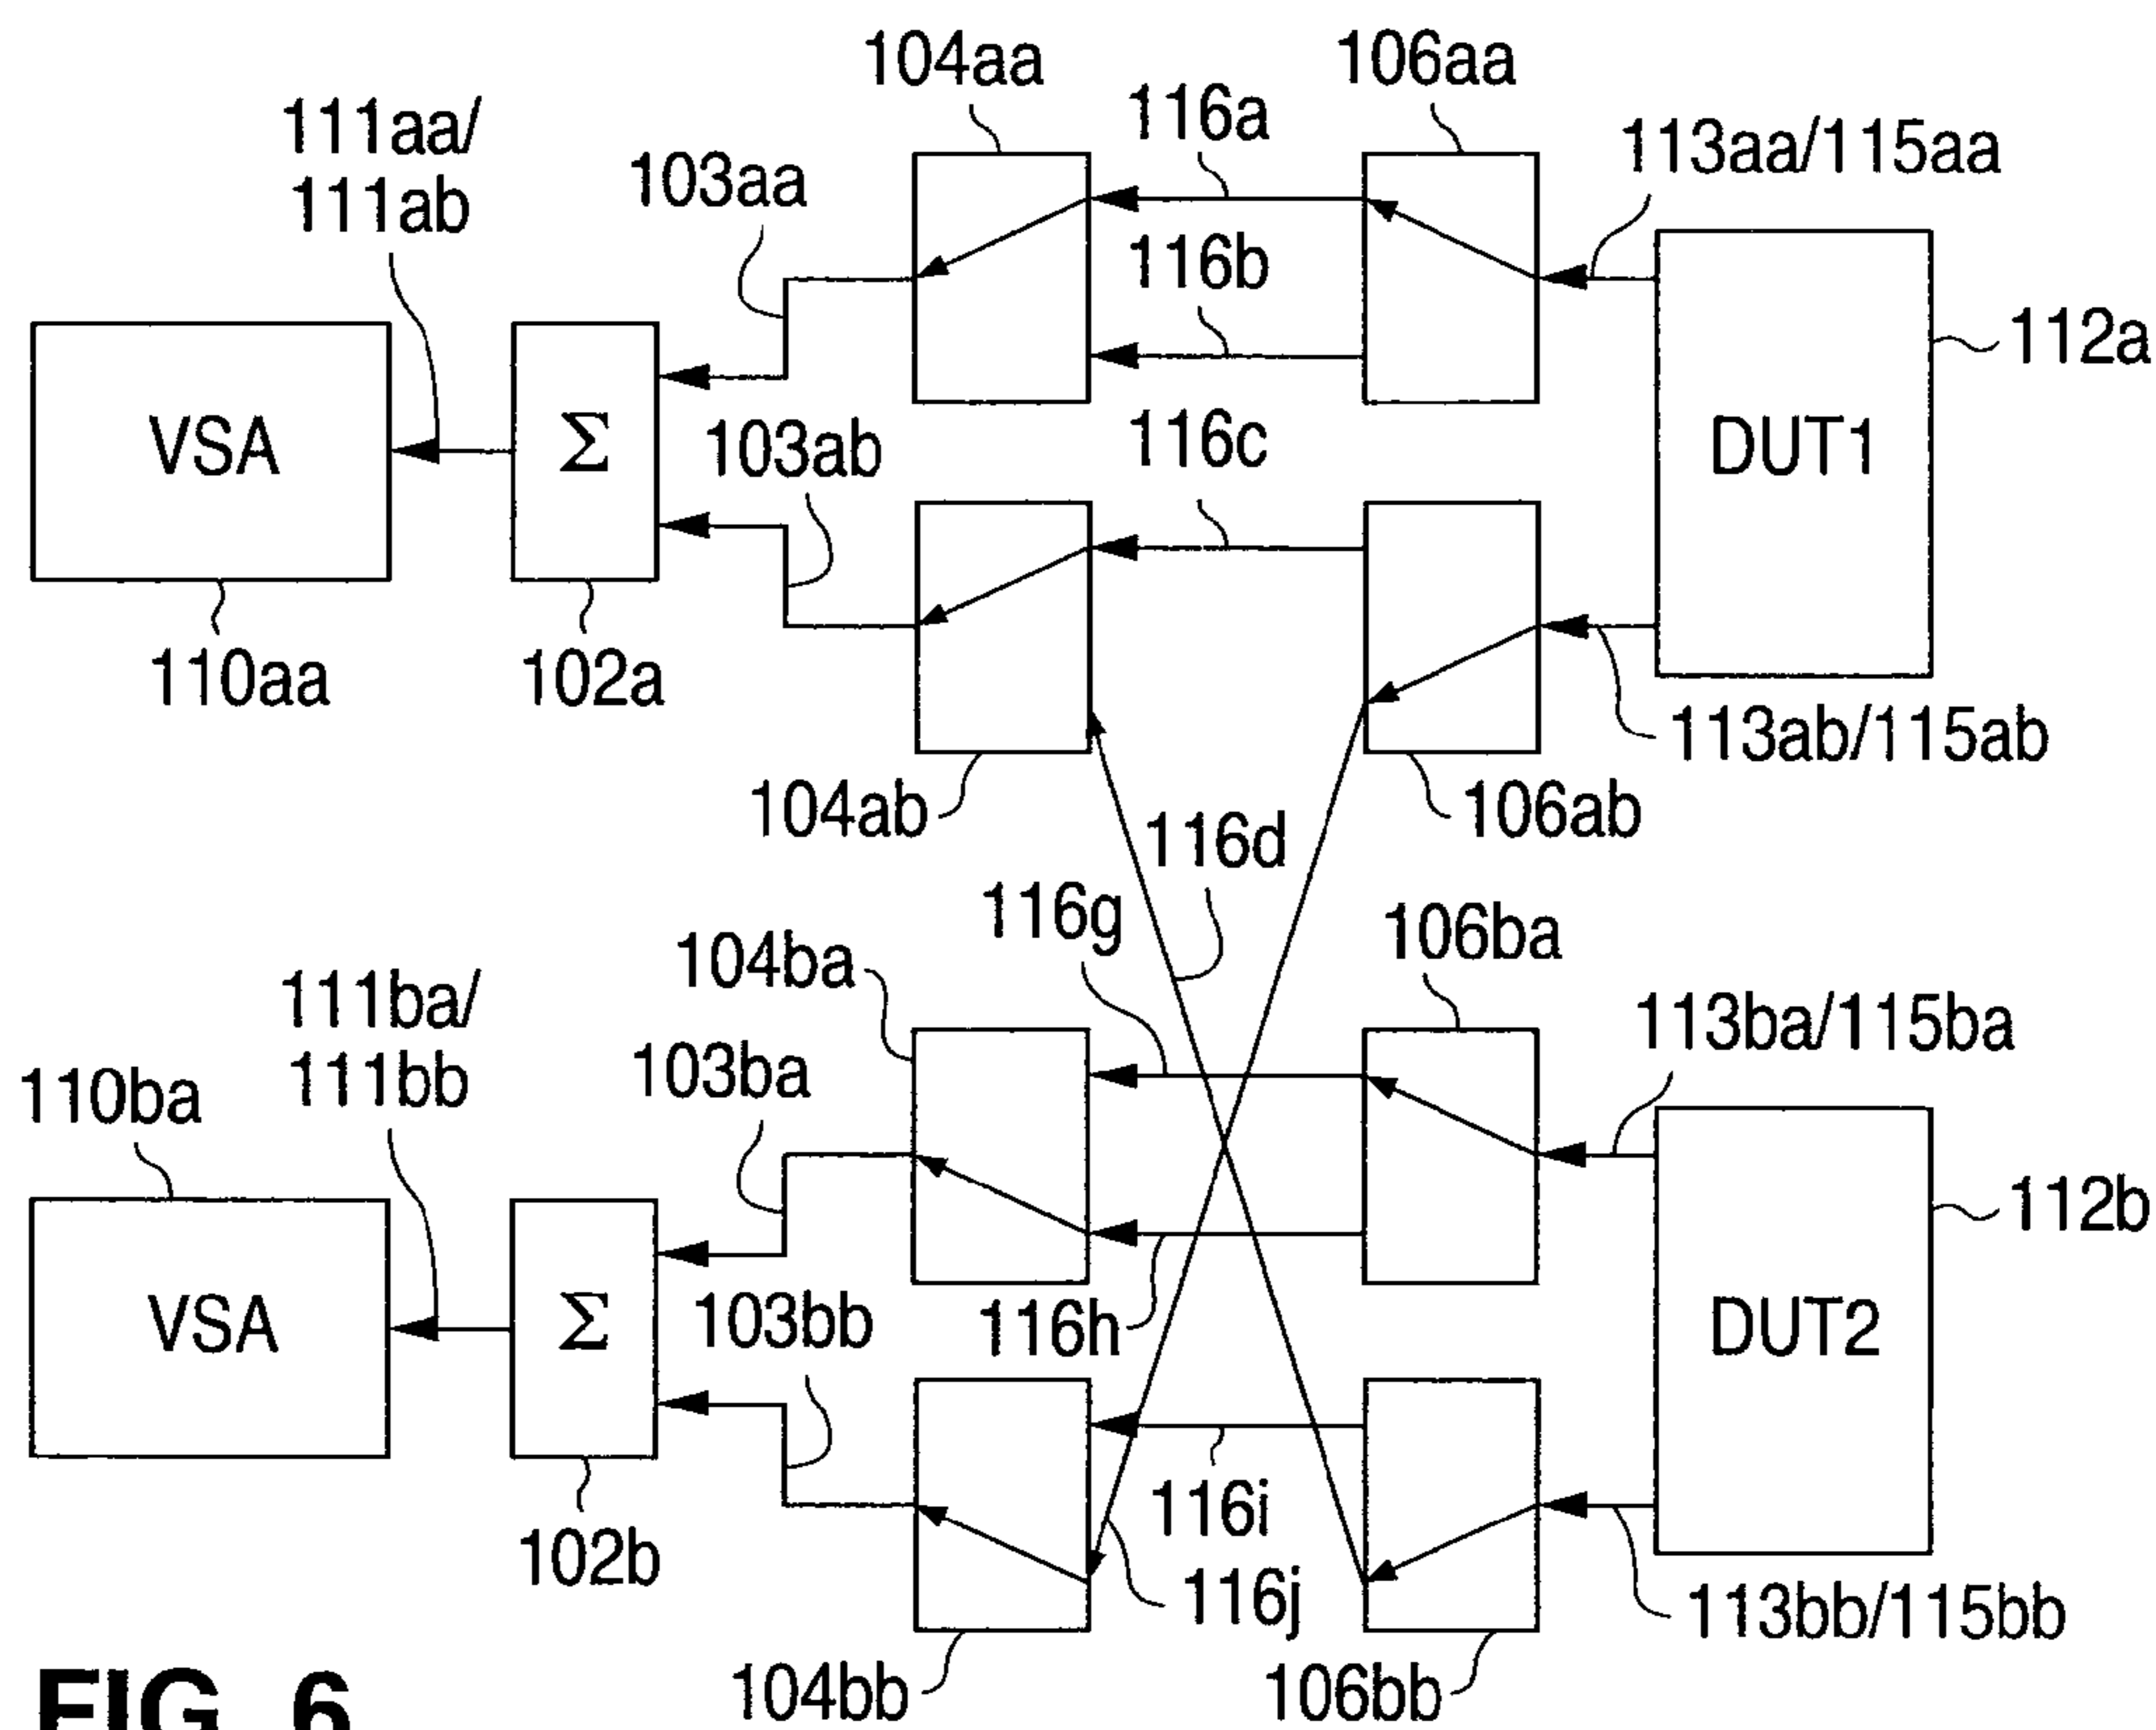 104aa
106aa
116a
113aa/115aa
111aa/
111ab
103aa
116b
112a
VSA
Σ
103ab
116c
DUT1
110aa
102a
113ab/115ab
104ab
106ab
116d
116g
106ba
104ba
111ba/
111bb
103ba
113ba/115ba
110ba
112b
VSA
Σ
103bb
116h
DUT2
116i
102b
116j
113bb/115bb
104bb
106bb
FIG. 6